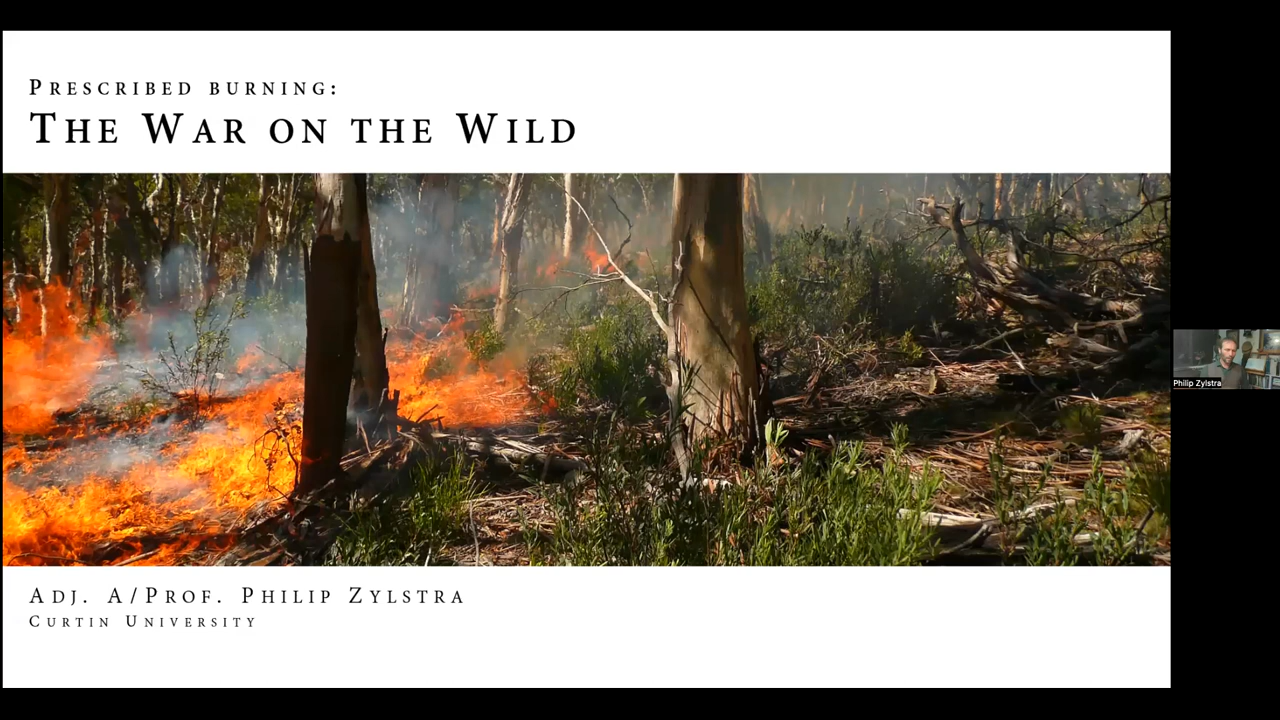 Prescribed burning:
The War on the Wild
Adj. A/Prof. Philip Zylstra
Curtin University
Philip Zylstra